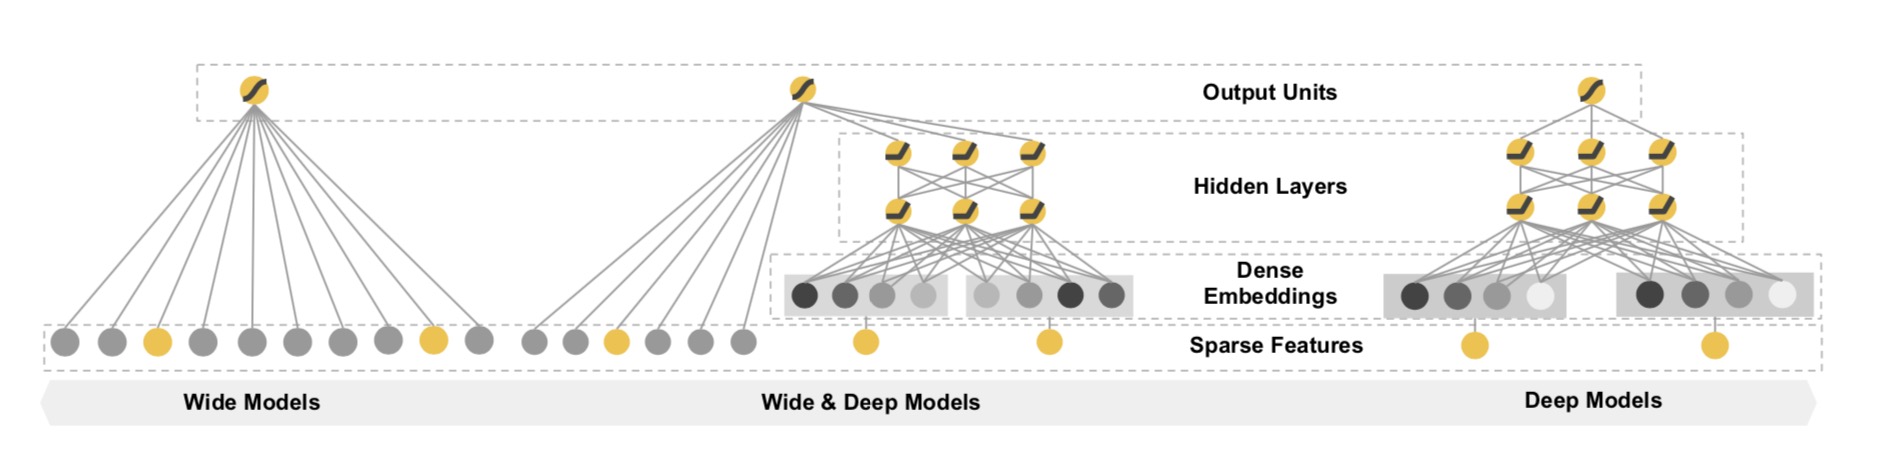 Output Units
Hidden Layers
Dense
Embeddings
Sparse Features
Wide Models
Wide & Deep Models
Deep Models